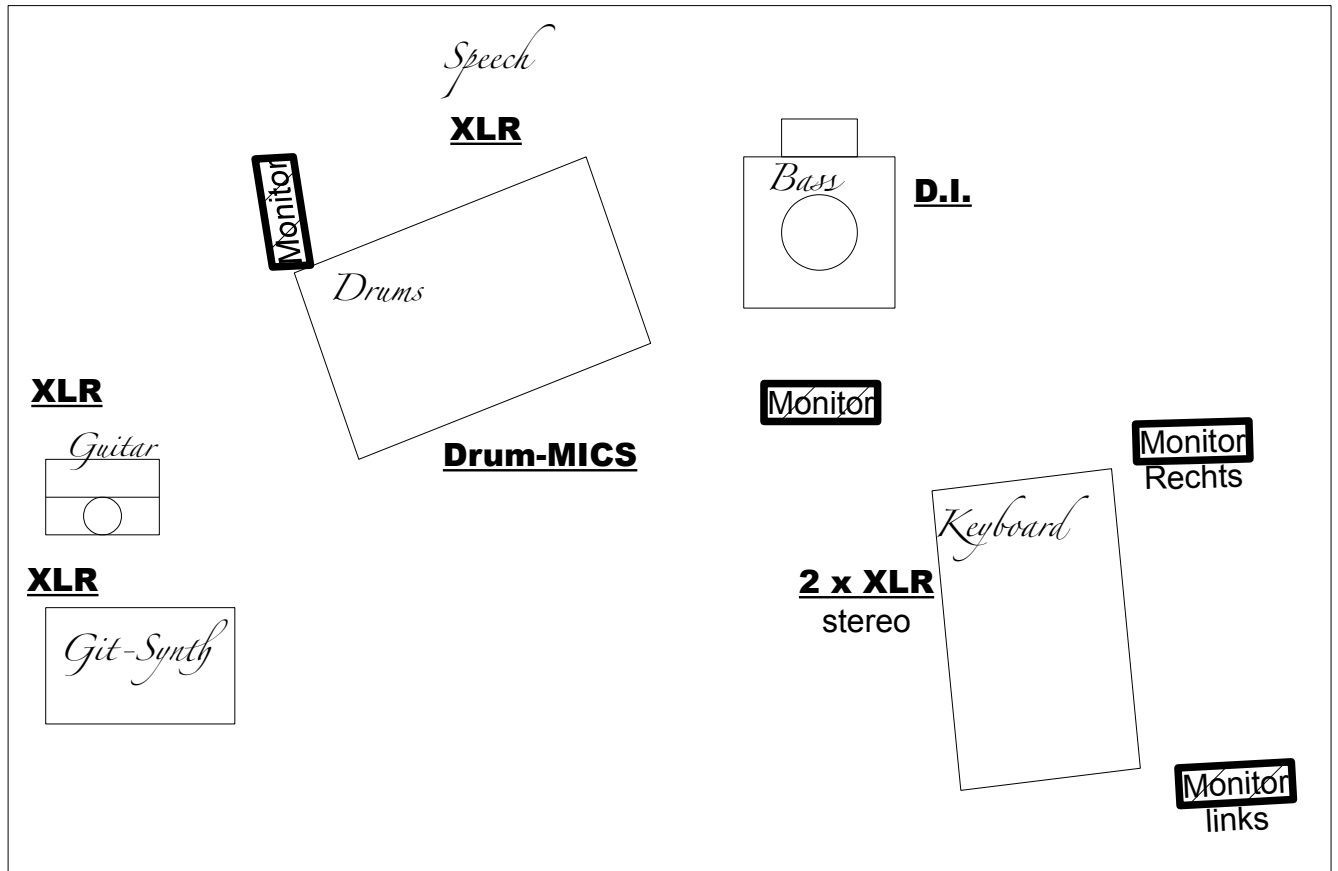 Speech
XLR
Monitor
Bass
D.I.
Drums
XLR
Guitar
Drum-MICS
Monitor
Monitor
Rechts
Keyboard
XLR
Git-Synth
2 x XLR
stereo
Monitor
links